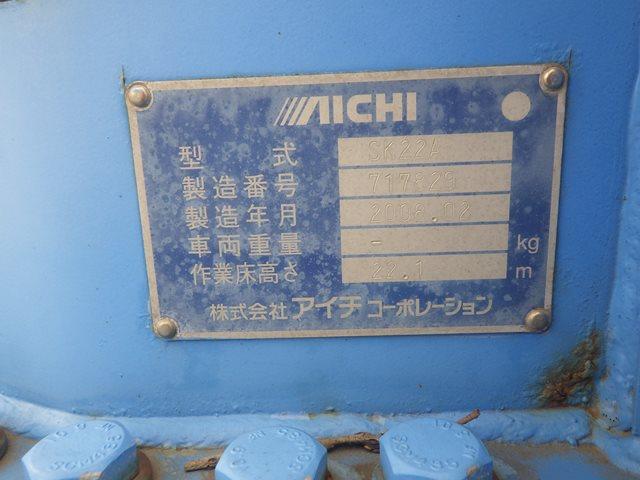 AICHI
型式 SK22A
製造番号 717829
製造年月 2006.02
車両重量 - kg
作業床高さ 22.1 m
株式会社アイチコーポレーション